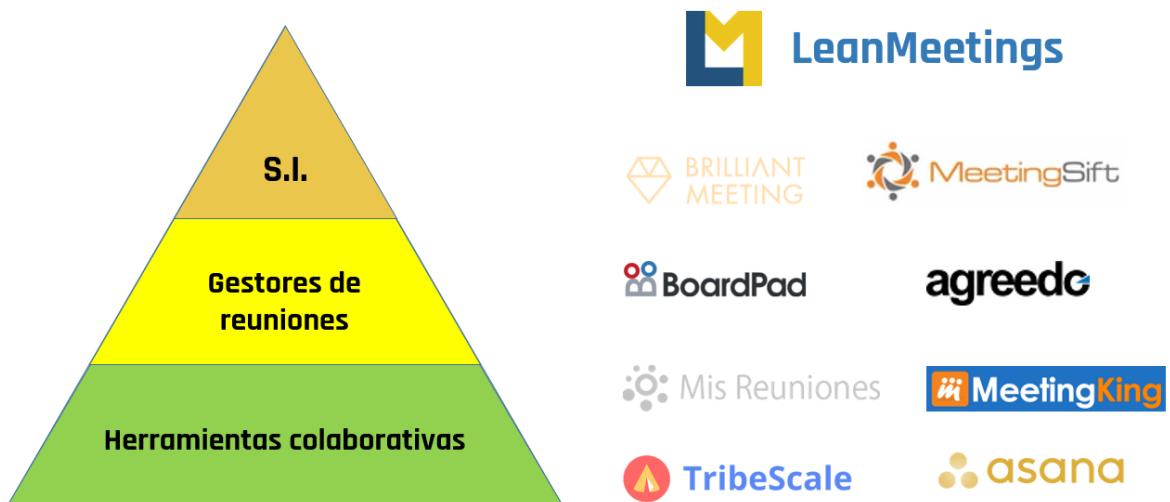 S.I.
Gestores de
reuniones
Herramientas colaborativas
LeanMeetings
BRILLIANT
MEETING
MeetingSift
BoardPad
agreedo
Mis Reuniones
MeetingKing
TribeScale
asana